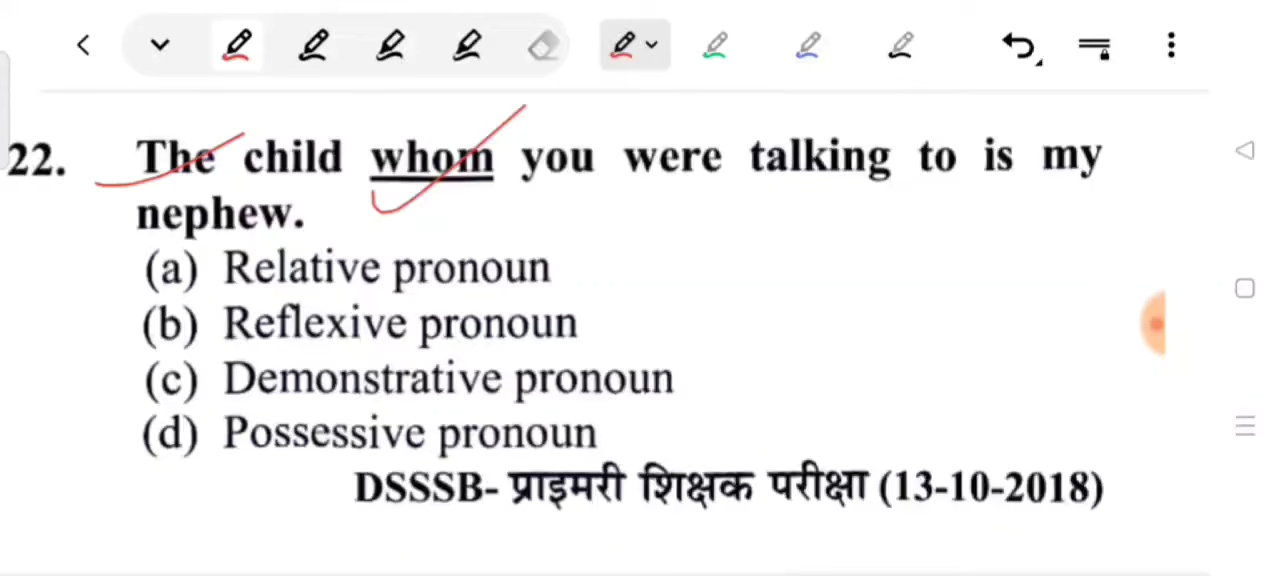 22. The child whom you were talking to is my
nephew.
(a) Relative pronoun
(b) Reflexive pronoun
(c) Demonstrative pronoun
(d) Possessive pronoun
DSSSB- प्राइमरी शिक्षक परीक्षा (13-10-2018)